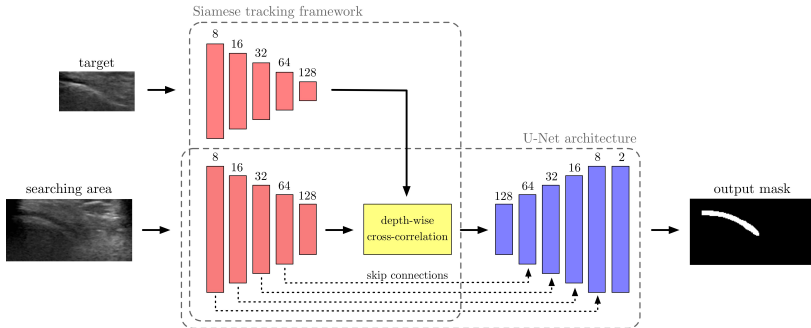 Siamese tracking framework
8
16
32
64
128
target
U-Net architecture
8
16
32
64
128
searching area
depth-wise
cross-correlation
128
64
32
16
8
2
output mask
skip connections